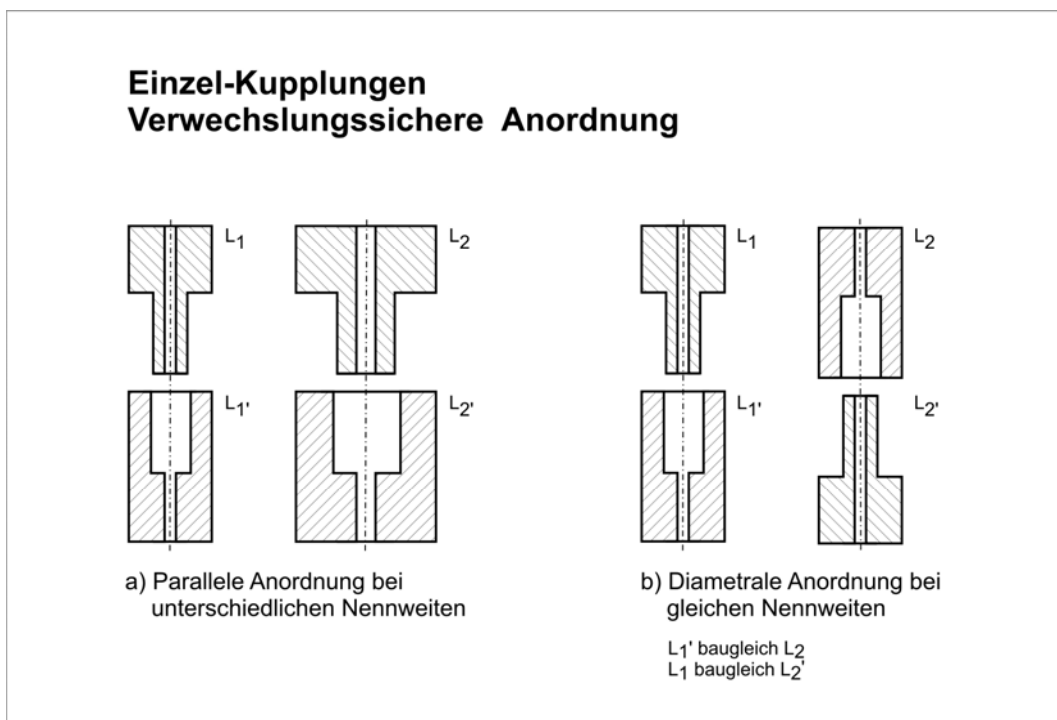 Einzel-Kupplungen
Verwechslungssichere Anordnung
L1
L2
L1'
L2'
a) Parallele Anordnung bei
unterschiedlichen Nennweiten
L1
L2
L1'
L2'
b) Diametrale Anordnung bei
gleichen Nennweiten
L1' baugleich L2
L1 baugleich L2'